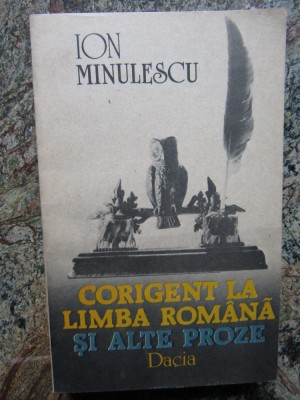 ION
MINULESCU
CORIGENT LA
LIMBA ROMÂNĂ
ȘI ALTE PROZE
Dacia